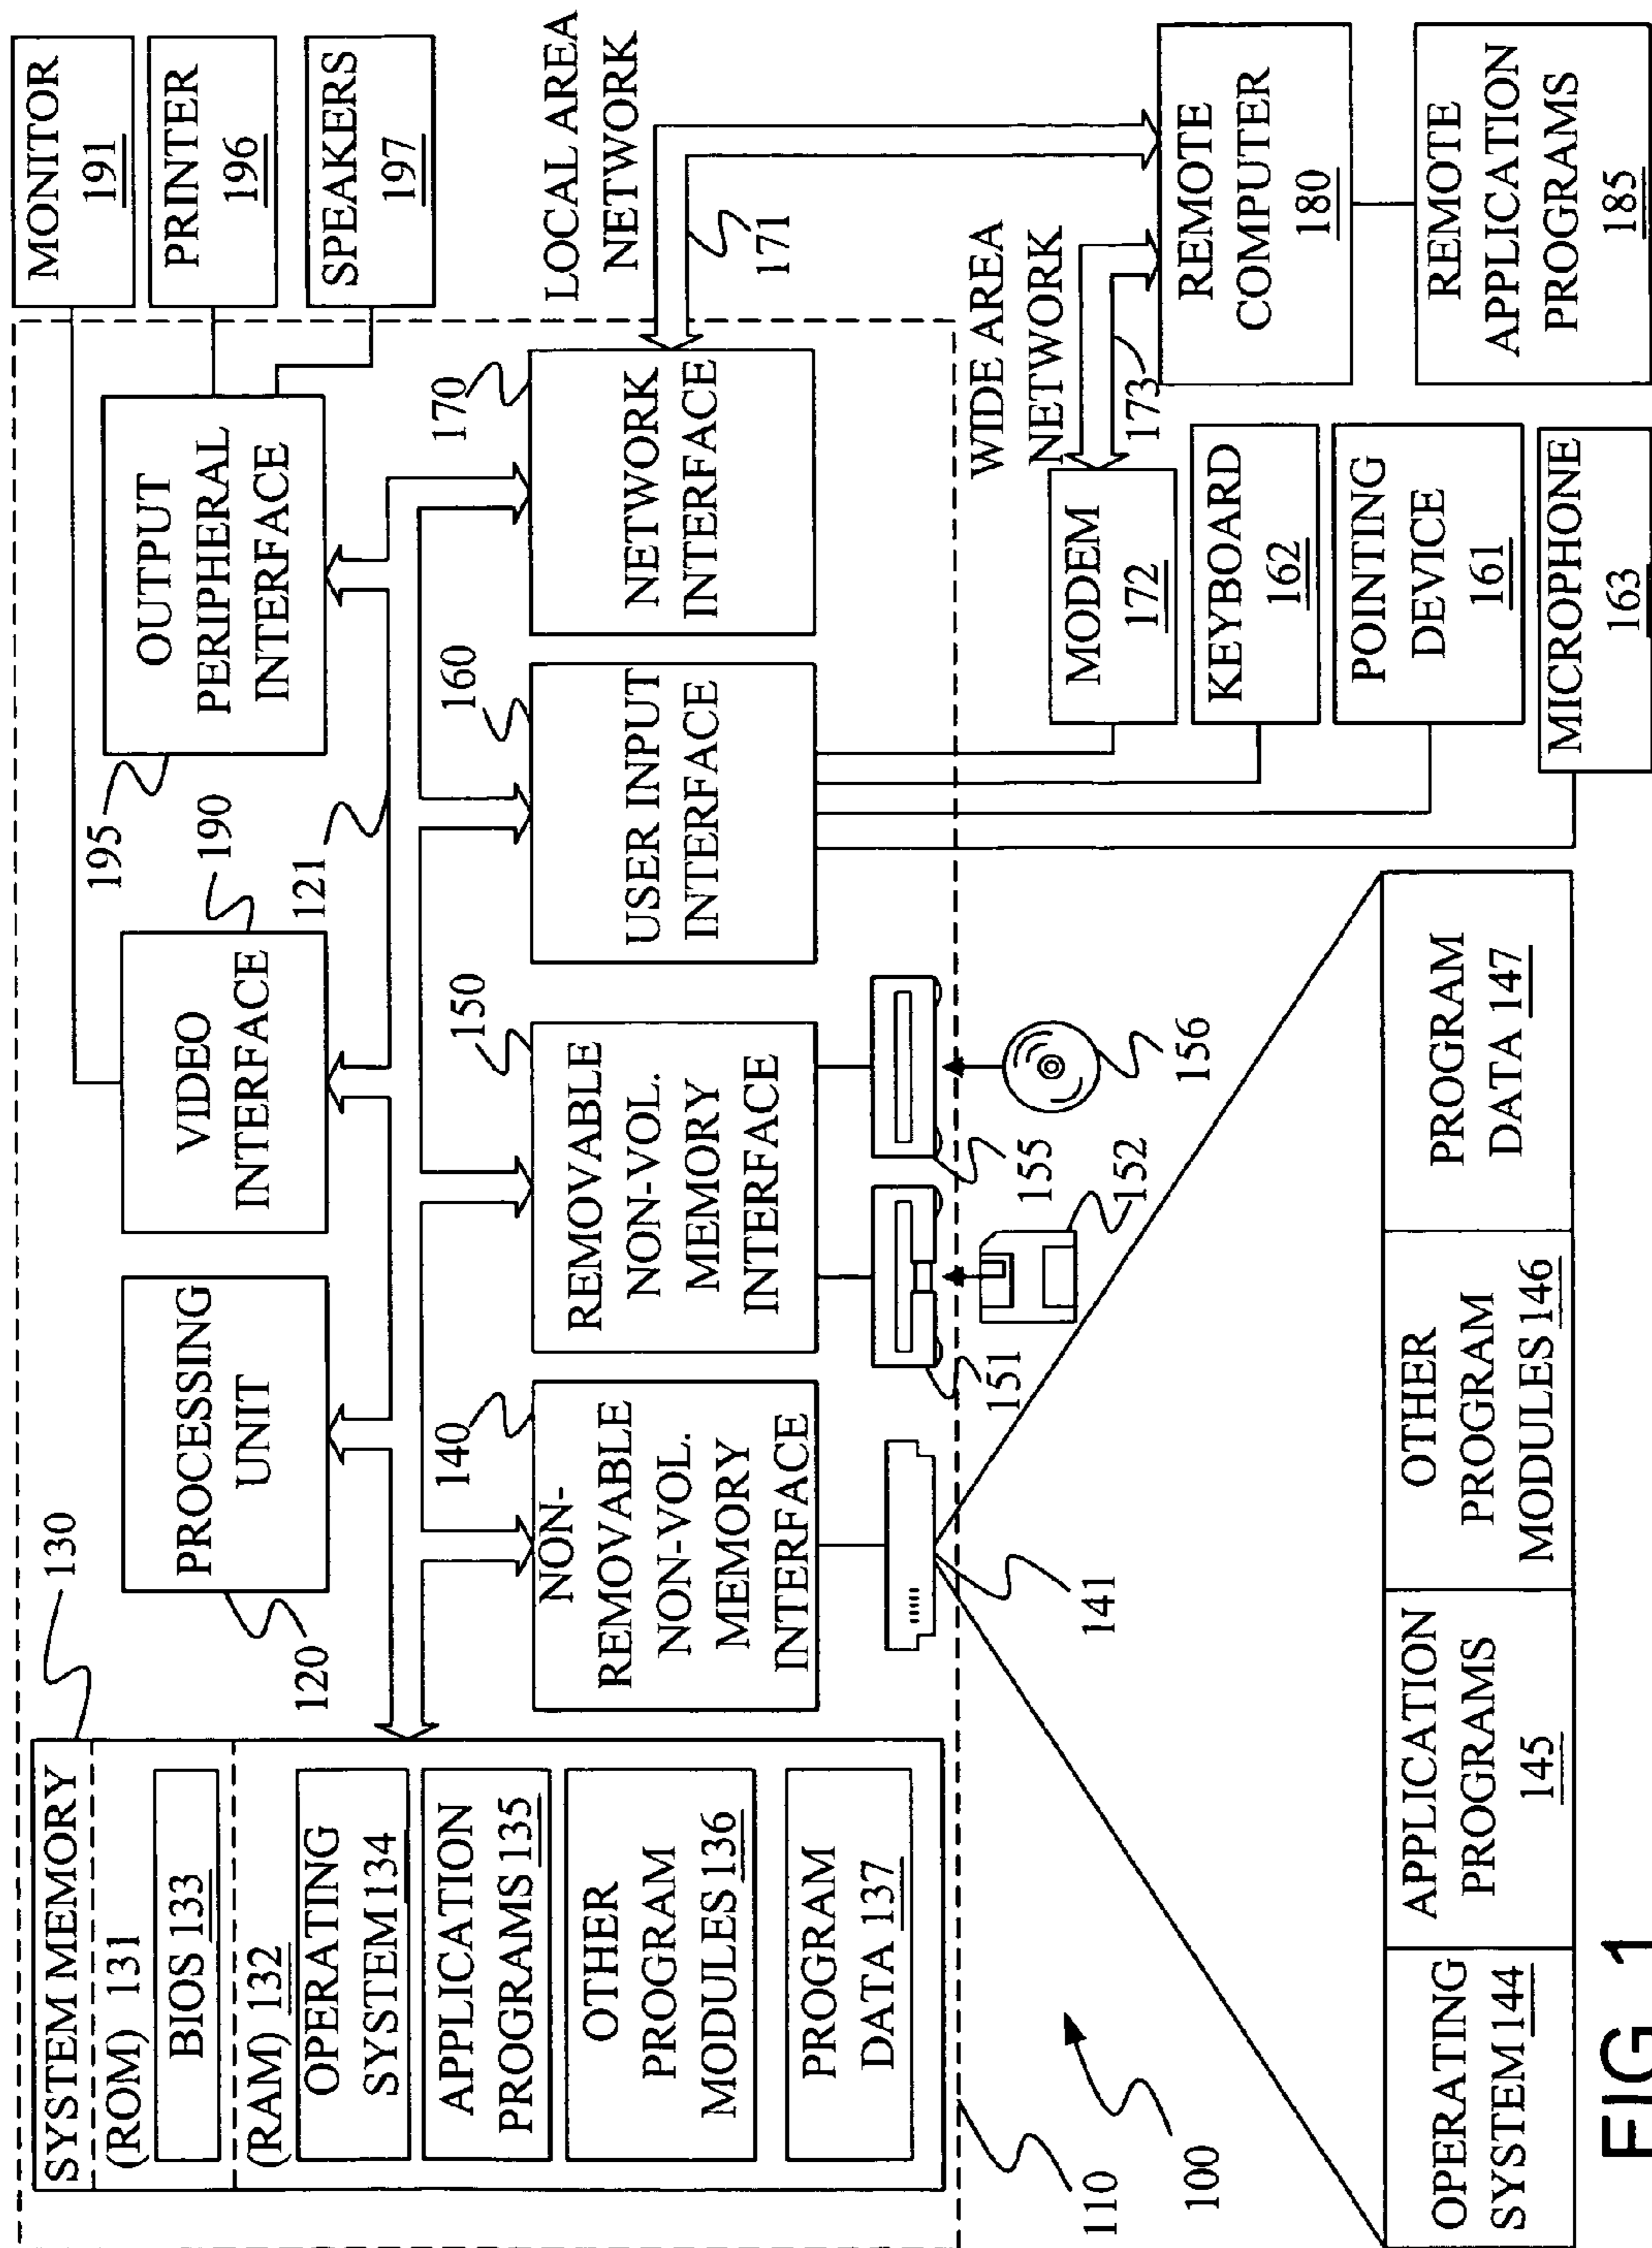 SYSTEM MEMORY
(ROM) 131
BIOS 133
(RAM) 132
OPERATING
SYSTEM 134
APPLICATION
PROGRAMS 135
OTHER
PROGRAM
MODULES 136
PROGRAM
DATA 137
130
PROCESSING
UNIT
120
VIDEO
INTERFACE
190
OUTPUT
PERIPHERAL
INTERFACE
195
121
MONITOR
191
PRINTER
196
SPEAKERS
197
NON-
REMOVABLE
NON-VOL.
MEMORY
INTERFACE
140
REMOVABLE
NON-VOL.
MEMORY
INTERFACE
150
USER INPUT
INTERFACE
160
NETWORK
INTERFACE
170
LOCAL AREA
NETWORK
171
141
151
155
152
156
WIDE AREA
NETWORK
173
MODEM
172
KEYBOARD
162
POINTING
DEVICE
161
MICROPHONE
163
REMOTE
COMPUTER
180
REMOTE
APPLICATION
PROGRAMS
185
110
100
OPERATING
SYSTEM 144
APPLICATION
PROGRAMS
145
OTHER
PROGRAM
MODULES 146
PROGRAM
DATA 147
FIG. 1